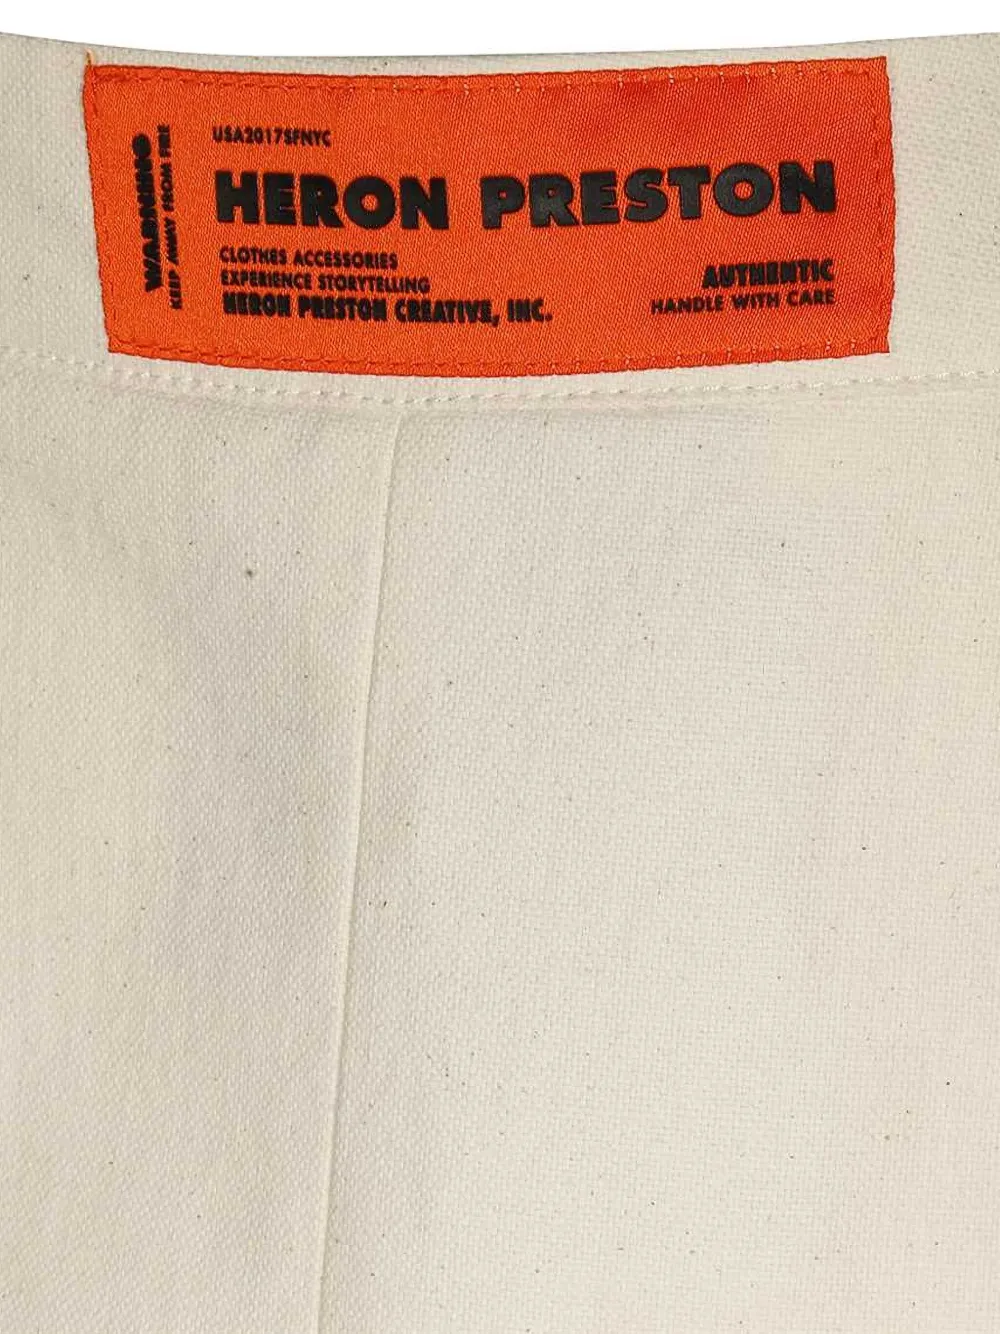 WARNING
KEEP AWAY FROM FIRE
USA2017SFNYC
HERON PRESTON
CLOTHES ACCESSORIES
EXPERIENCE STORYTELLING
HERON PRESTON CREATIVE, INC.
AUTHENTIC
HANDLE WITH CARE